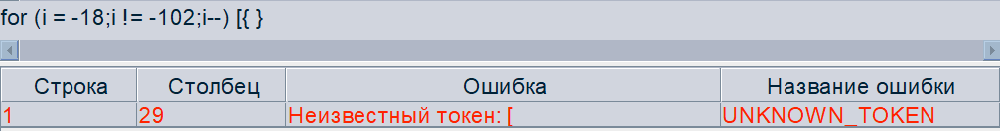 for (i = -18;i != -102;i--) [{ }
Строка Столбец Ошибка Название ошибки
1 29 Неизвестный токен: [ UNKNOWN_TOKEN